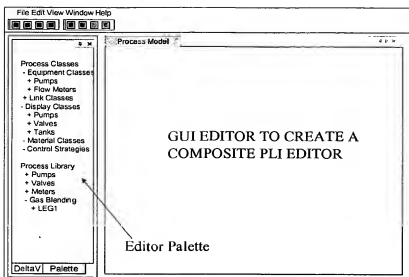 File Edit View Window Help
Process Model
Process Classes
- Equipment Classes
+ Pumps
+ Flow Meters
+ Link Classes
- Display Classes
+ Pumps
+ Valves
+ Tanks
- Material Classes
- Control Strategies
Process Library
+ Pumps
+ Valves
+ Meters
- Gas Blending
+ LEG1
GUI EDITOR TO CREATE A
COMPOSITE PLI EDITOR
Editor Palette
DeltaV Palette